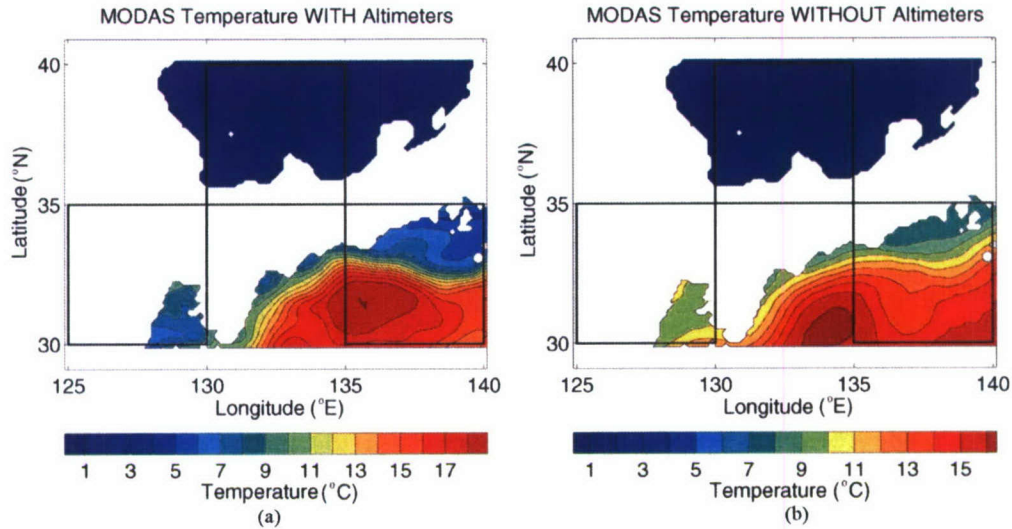 MODAS Temperature WITH Altimeters
40
35
30
Latitude (°N)
125 130 135 140
Longitude (°E)
1 3 5 7 9 11 13 15 17
Temperature (°C)
(a)
MODAS Temperature WITHOUT Altimeters
40
35
30
Latitude (°N)
125 130 135 140
Longitude (°E)
1 3 5 7 9 11 13 15
Temperature (°C)
(b)